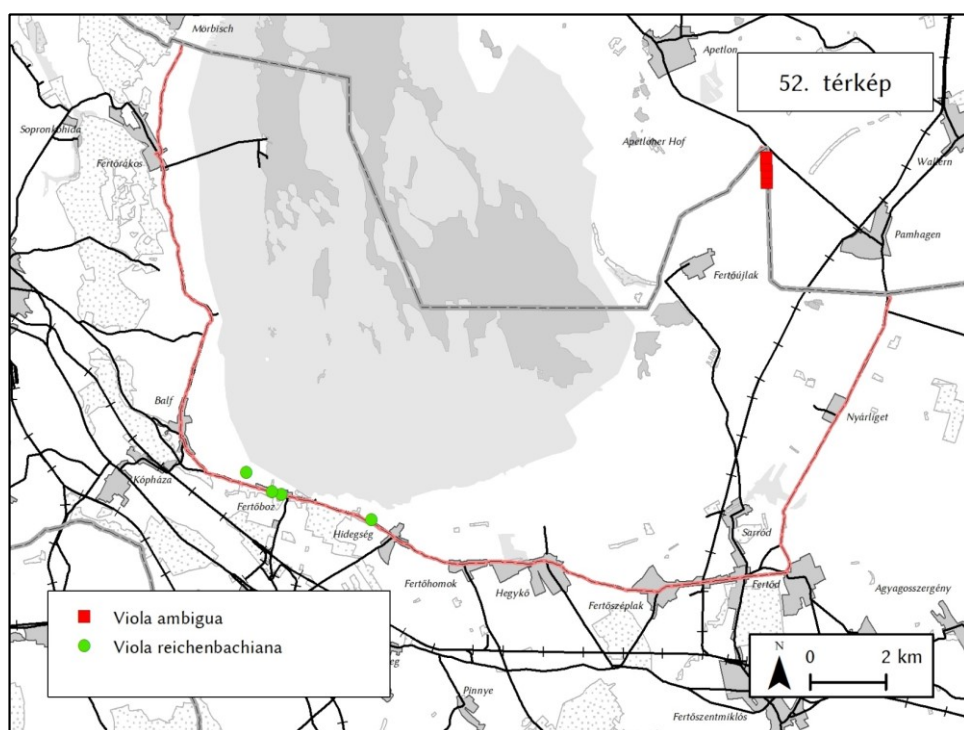 Mörbisch
Apetlon
52. térkép
Sopronkőhida
Fertőrákos
Apetloner Hof
Wallern
Pamhagen
Fertőújlak
Balf
Nyárliget
Kópháza
Fertőboz
Hidegség
Sarród
Fertőhomok
Hegykő
Fertőszéplak
Fertőd
Agyagosszergény
Viola ambigua
Viola reichenbachiana
N
0 2 km
Pinnye
Fertőszentmiklós